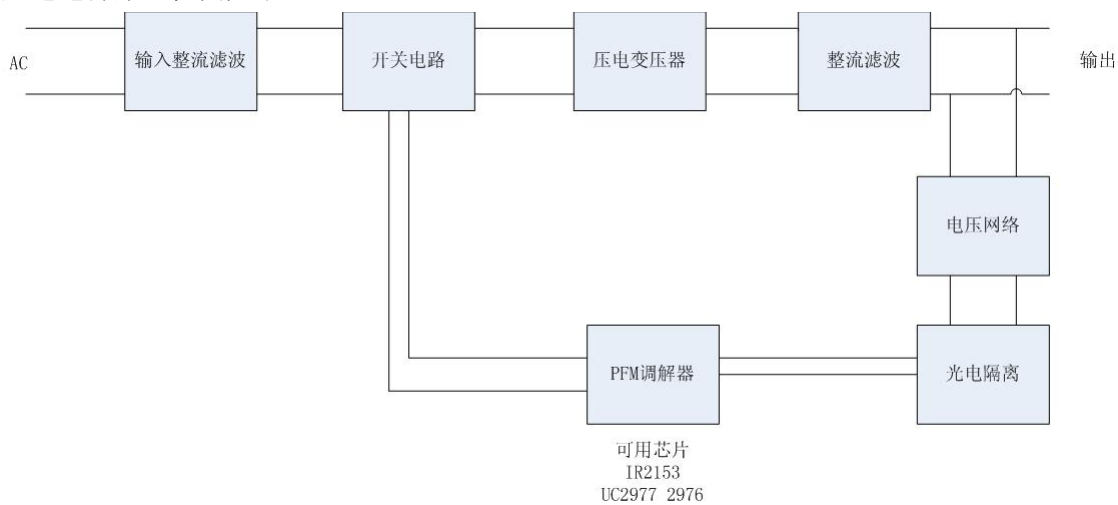 AC
输入整流滤波
开关电路
压电变压器
整流滤波
输出
电压网络
PFM调解器
光电隔离
可用芯片
IR2153
UC2977 2976